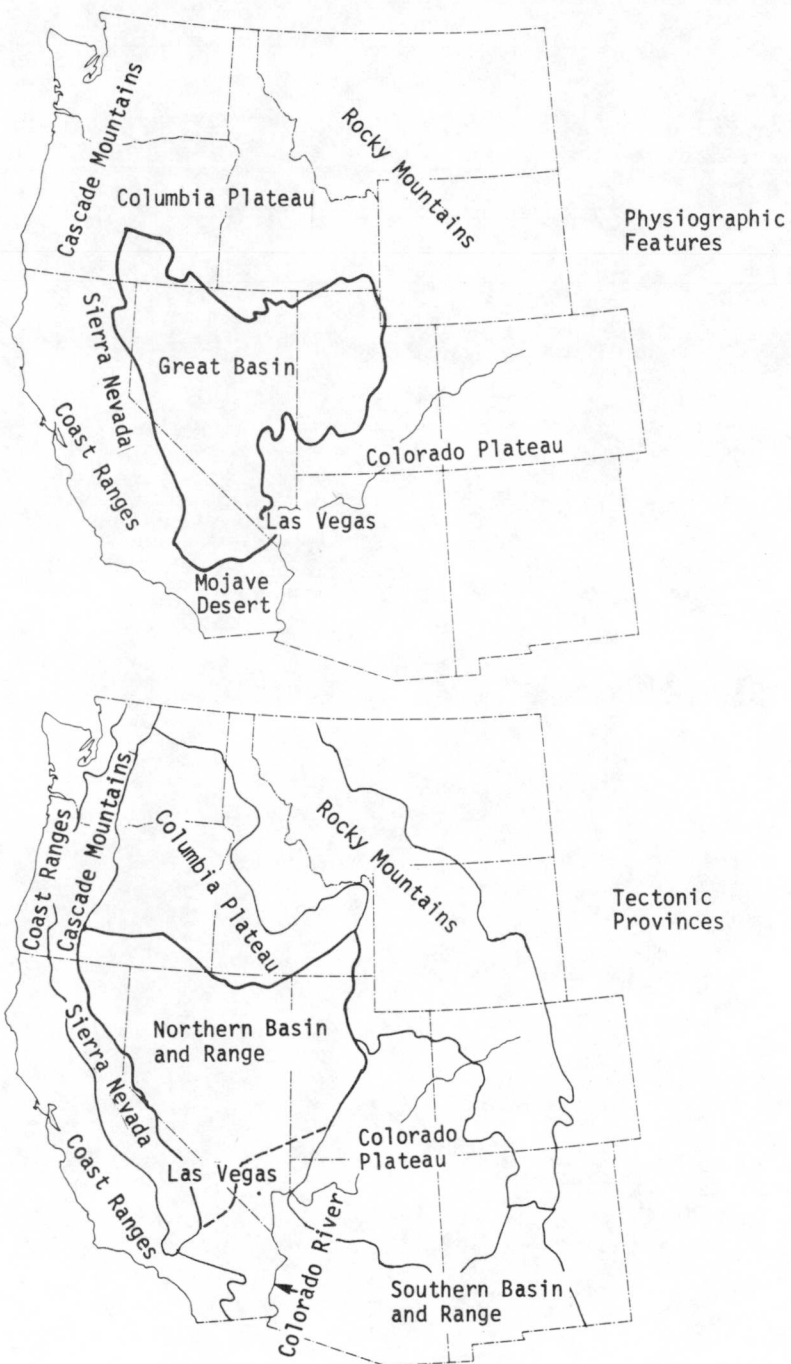 Cascade Mountains
Rocky Mountains
Columbia Plateau
Physiographic
Features
Sierra Nevada
Great Basin
Coast Ranges
Colorado Plateau
Las Vegas
Mojave
Desert
Coast Ranges
Cascade Mountains
Columbia Plateau
Rocky Mountains
Tectonic
Provinces
Northern Basin
and Range
Sierra Nevada
Coast Ranges
Las Vegas
Colorado
Plateau
Colorado River
Southern Basin
and Range